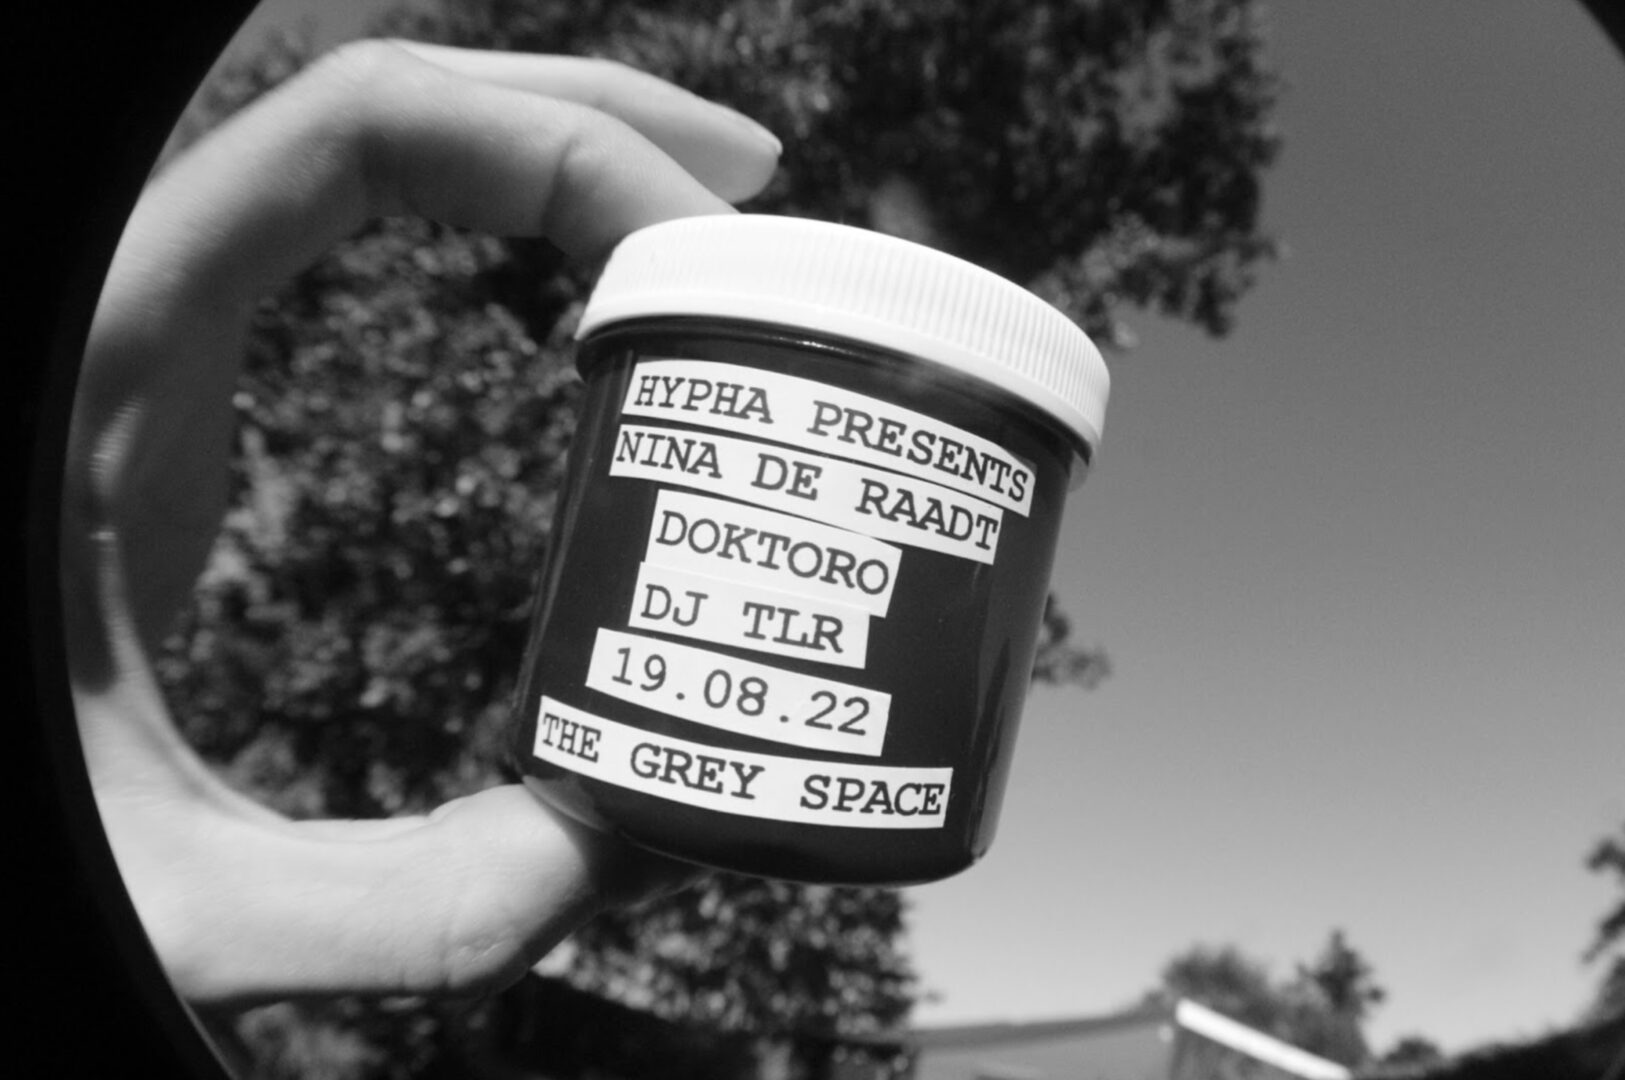 HYPHA PRESENTS
NINA DE RAADT
DOKTORO
DJ TLR
19.08.22
THE GREY SPACE